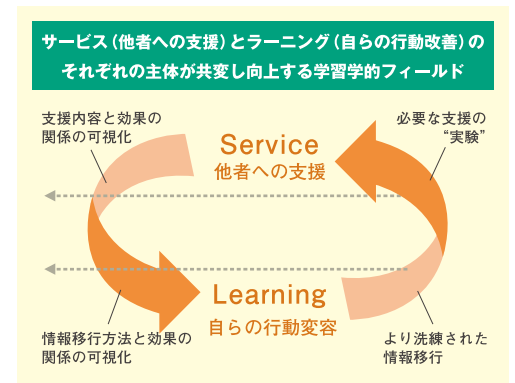 サービス（他者への支援）とラーニング（自らの行動改善）の
それぞれの主体が共変し向上する学習学的フィールド
支援内容と効果の
関係の可視化
必要な支援の
“実験”
Service
他者への支援
Learning
自らの行動変容
情報移行方法と効果の
関係の可視化
より洗練された
情報移行